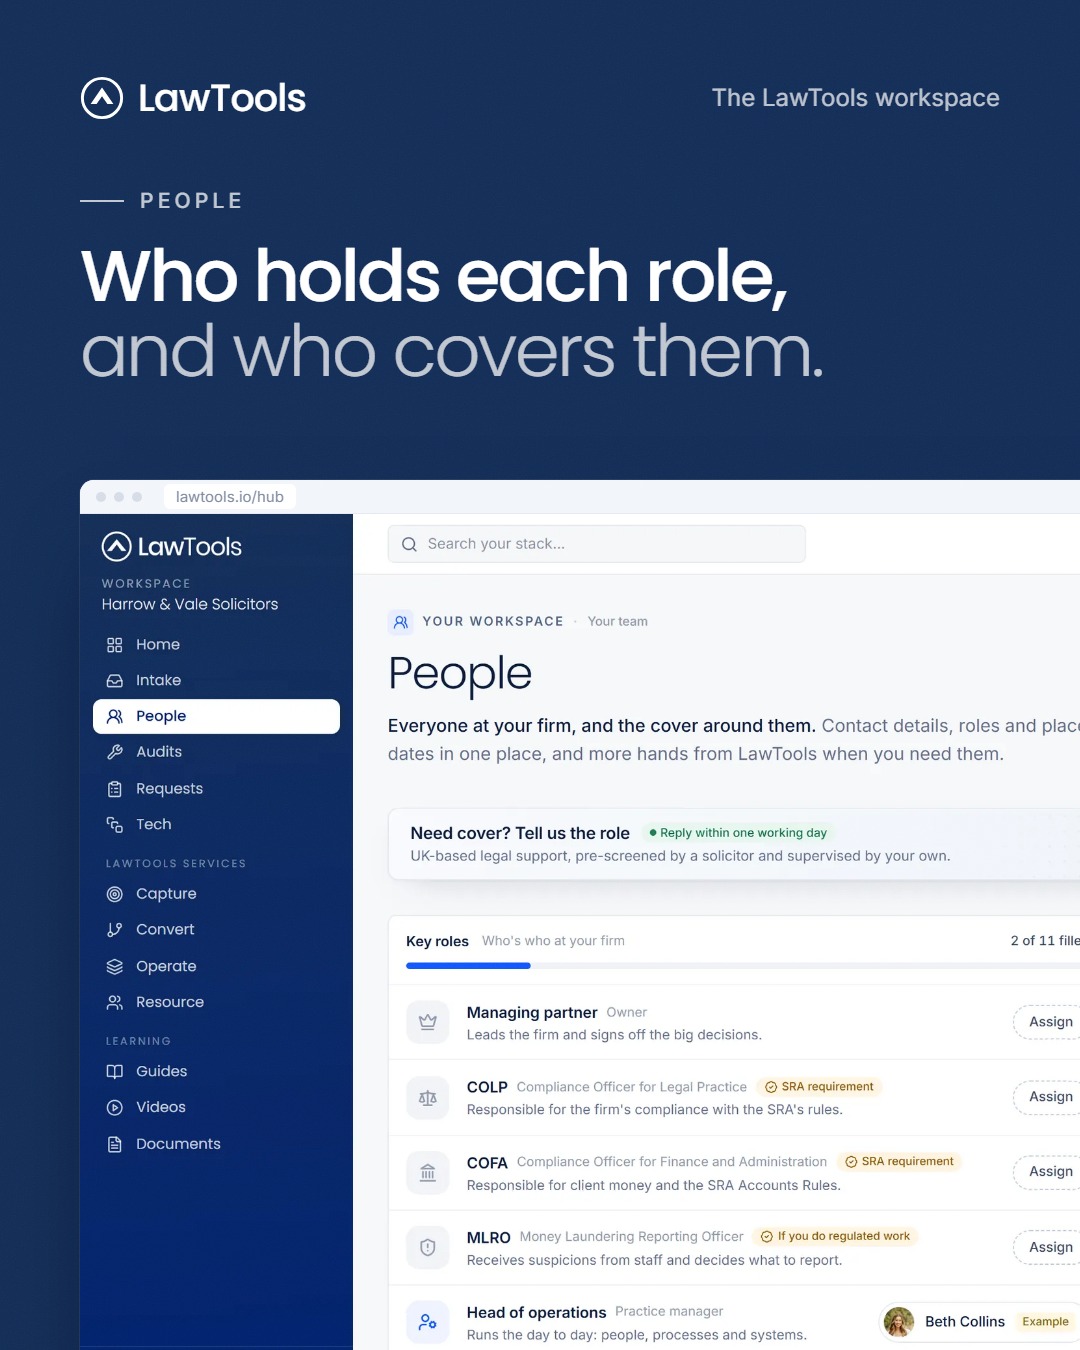 LawTools
The LawTools workspace
PEOPLE
Who holds each role,
and who covers them.
lawtools.io/hub
LawTools
WORKSPACE
Harrow & Vale Solicitors
Home
Intake
People
Audits
Requests
Tech
LAWTOOLS SERVICES
Capture
Convert
Operate
Resource
LEARNING
Guides
Videos
Documents
Search your stack...
YOUR WORKSPACE · Your team
People
Everyone at your firm, and the cover around them. Contact details, roles and place
dates in one place, and more hands from LawTools when you need them.
Need cover? Tell us the role Reply within one working day
UK-based legal support, pre-screened by a solicitor and supervised by your own.
Key roles Who's who at your firm 2 of 11 fille
Managing partner Owner
Leads the firm and signs off the big decisions.
Assign
COLP Compliance Officer for Legal Practice SRA requirement
Responsible for the firm's compliance with the SRA's rules.
Assign
COFA Compliance Officer for Finance and Administration SRA requirement
Responsible for client money and the SRA Accounts Rules.
Assign
MLRO Money Laundering Reporting Officer If you do regulated work
Receives suspicions from staff and decides what to report.
Assign
Head of operations Practice manager
Runs the day to day: people, processes and systems.
Beth Collins Example